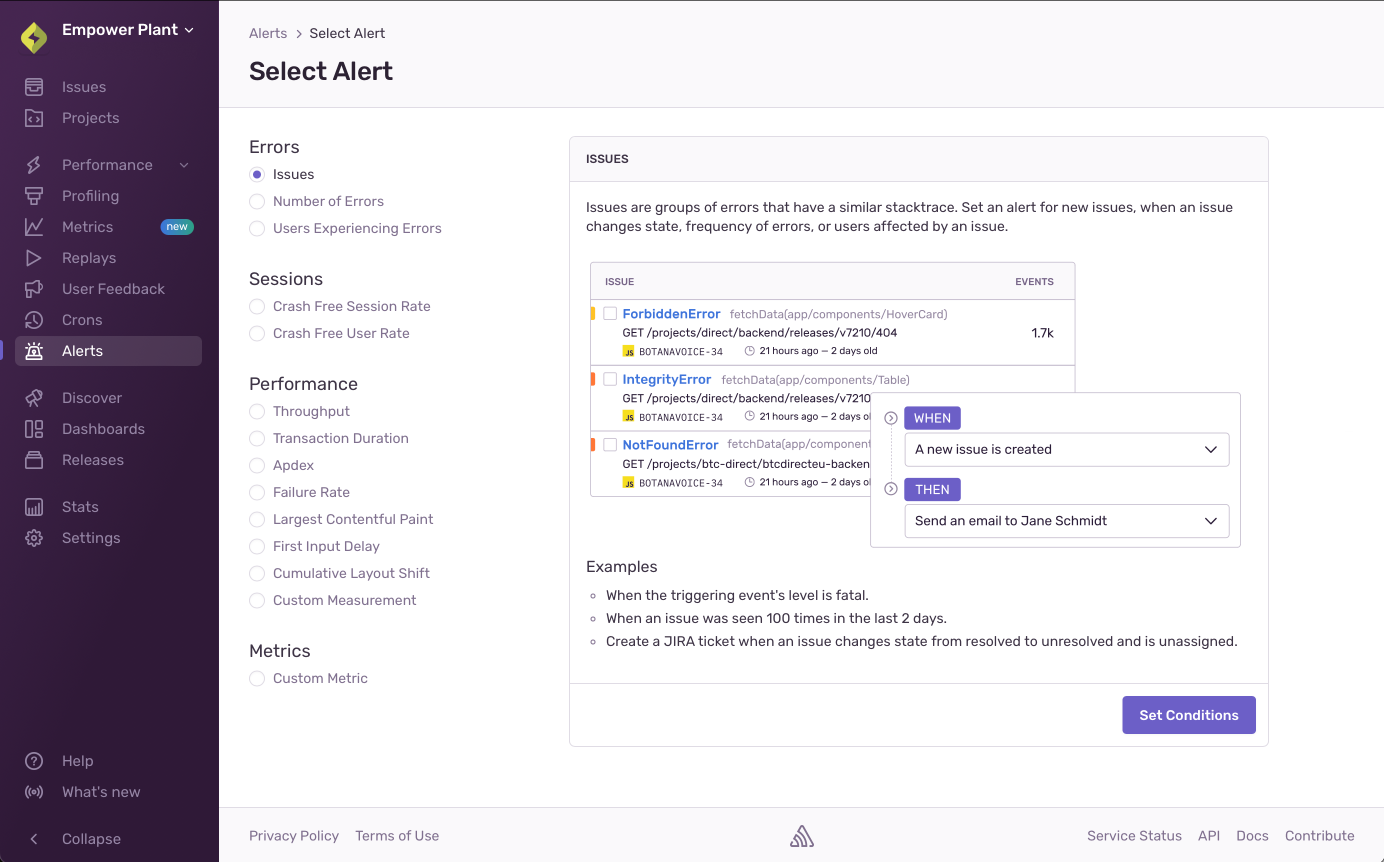 Empower Plant
Issues
Projects
Performance
Profiling
Metrics new
Replays
User Feedback
Crons
Alerts
Discover
Dashboards
Releases
Stats
Settings
Help
What's new
Collapse
Alerts > Select Alert
Select Alert
Errors
Issues
Number of Errors
Users Experiencing Errors
Sessions
Crash Free Session Rate
Crash Free User Rate
Performance
Throughput
Transaction Duration
Apdex
Failure Rate
Largest Contentful Paint
First Input Delay
Cumulative Layout Shift
Custom Measurement
Metrics
Custom Metric
ISSUES
Issues are groups of errors that have a similar stacktrace. Set an alert for new issues, when an issue
changes state, frequency of errors, or users affected by an issue.
ISSUE EVENTS
ForbiddenError fetchData(app/components/HoverCard)
GET /projects/direct/backend/releases/v7210/404 1.7k
JS BOTANAVOICE-34 21 hours ago — 2 days old
IntegrityError fetchData(app/components/Table)
GET /projects/direct/backend/releases/v7210
JS BOTANAVOICE-34 21 hours ago — 2 days ol
NotFoundError fetchData(app/component
GET /projects/btc-direct/btcdirecteu-backen
JS BOTANAVOICE-34 21 hours ago — 2 days ol
WHEN
A new issue is created
THEN
Send an email to Jane Schmidt
Examples
When the triggering event's level is fatal.
When an issue was seen 100 times in the last 2 days.
Create a JIRA ticket when an issue changes state from resolved to unresolved and is unassigned.
Set Conditions
Privacy Policy Terms of Use
Service Status API Docs Contribute